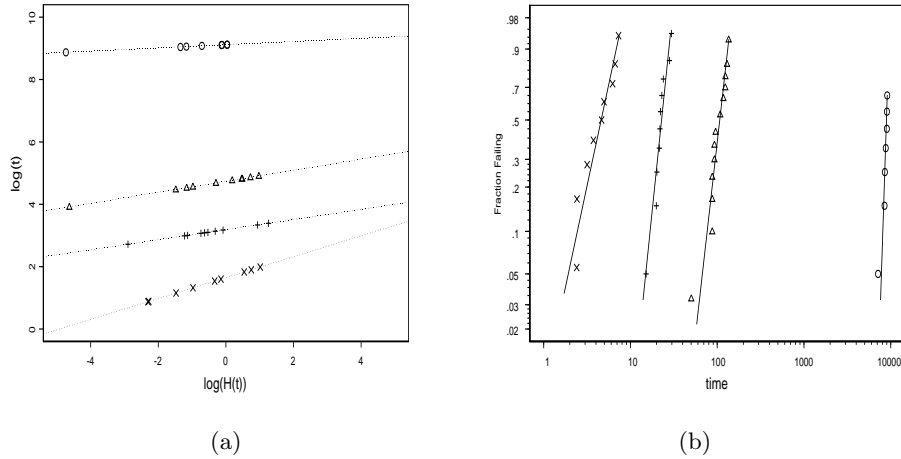 10
8
6
4
2
0
log(t)
-4 -2 0 2 4
log(H(t))
(a)
.98
.9
.7
.5
.3
.2
.1
.05
.03
.02
Fraction Failing
1 10 100 1000 10000
time
(b)